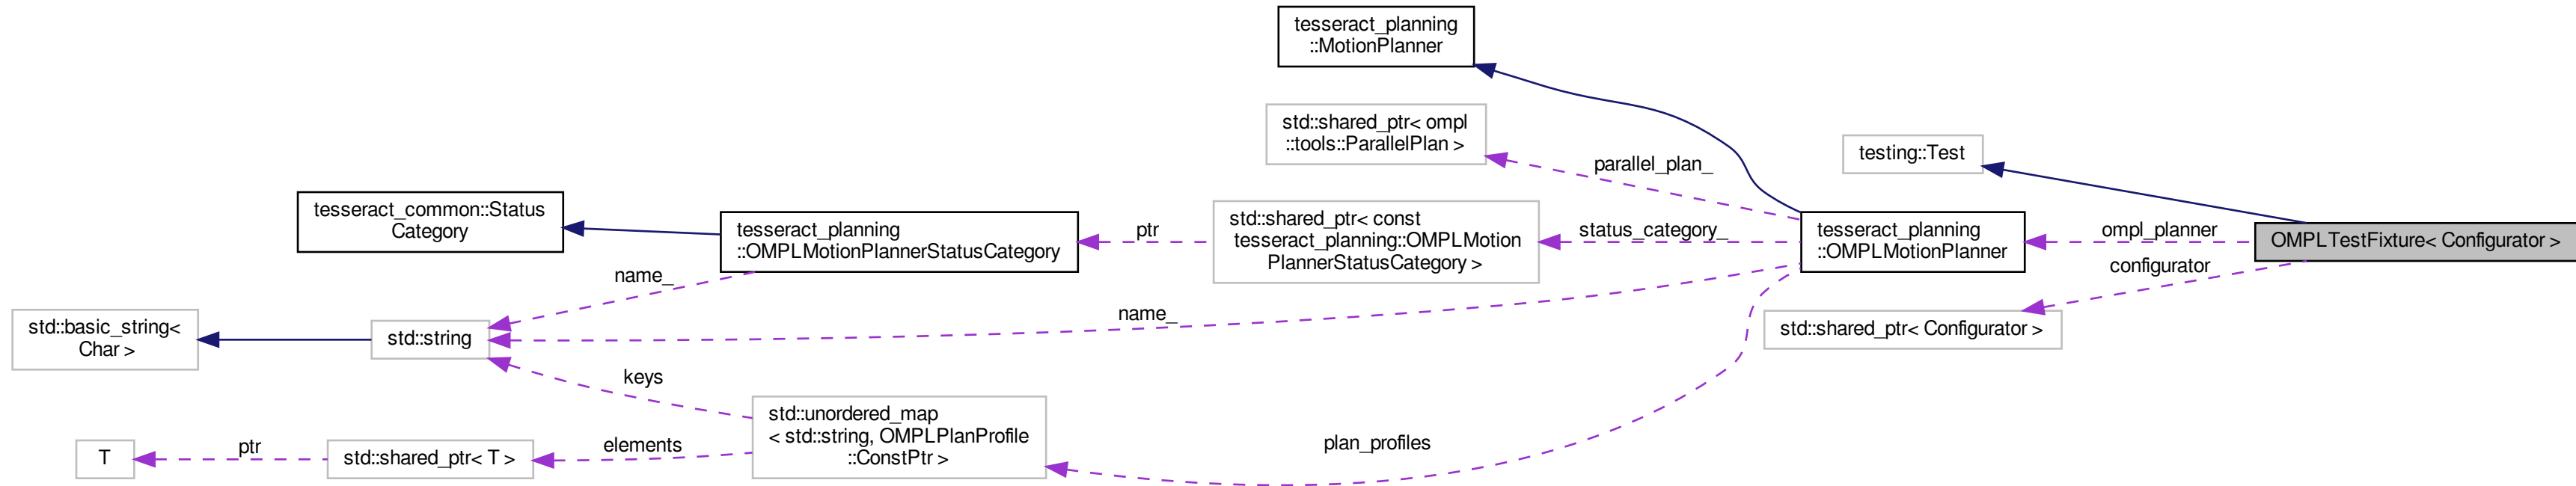 tesseract_planning
::MotionPlanner
std::shared_ptr< ompl
::tools::ParallelPlan >
parallel_plan_
testing::Test
tesseract_common::Status
Category
tesseract_planning
::OMPLMotionPlannerStatusCategory
ptr
std::shared_ptr< const
tesseract_planning::OMPLMotion
PlannerStatusCategory >
status_category_
tesseract_planning
::OMPLMotionPlanner
ompl_planner
OMPLTestFixture< Configurator >
configurator
name_
std::basic_string<
Char >
std::string
name_
std::shared_ptr< Configurator >
keys
std::unordered_map
< std::string, OMPLPlanProfile
::ConstPtr >
plan_profiles
T
ptr
std::shared_ptr< T >
elements